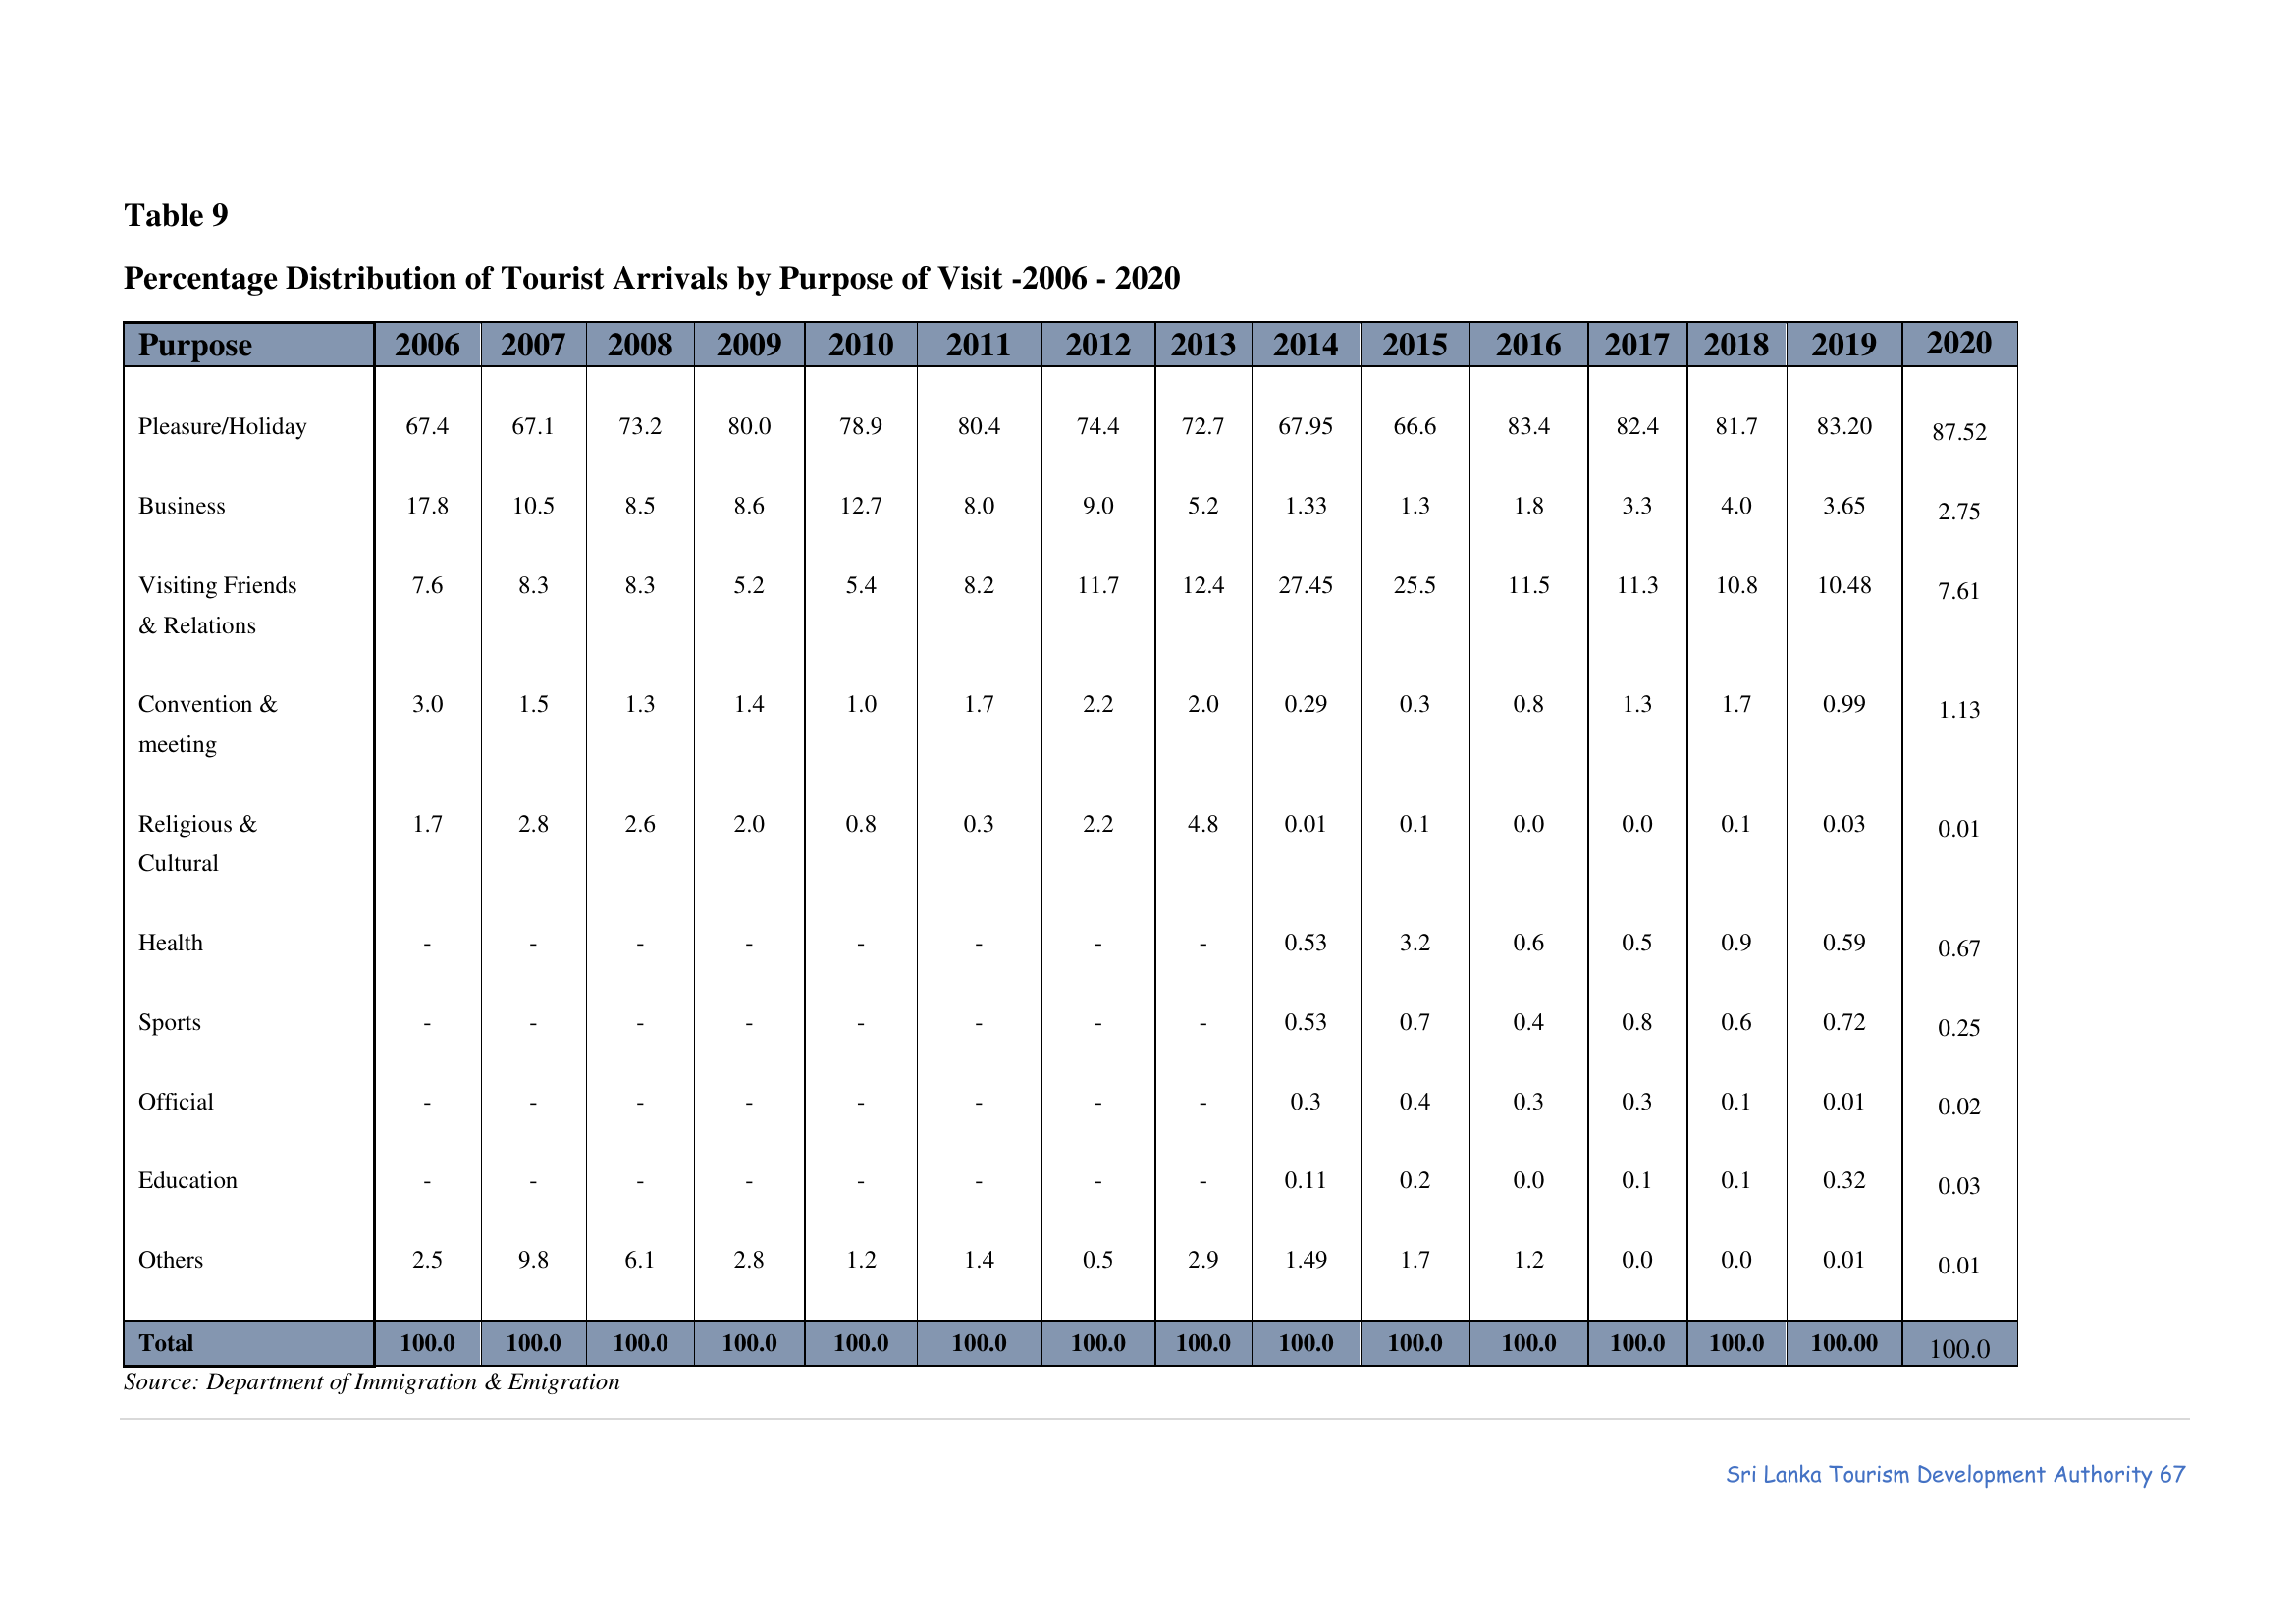 Table 9
Percentage Distribution of Tourist Arrivals by Purpose of Visit -2006 - 2020
Purpose 2006 2007 2008 2009 2010 2011 2012 2013 2014 2015 2016 2017 2018 2019 2020
Pleasure/Holiday 67.4 67.1 73.2 80.0 78.9 80.4 74.4 72.7 67.95 66.6 83.4 82.4 81.7 83.20 87.52
Business 17.8 10.5 8.5 8.6 12.7 8.0 9.0 5.2 1.33 1.3 1.8 3.3 4.0 3.65 2.75
Visiting Friends 7.6 8.3 8.3 5.2 5.4 8.2 11.7 12.4 27.45 25.5 11.5 11.3 10.8 10.48 7.61
& Relations
Convention & 3.0 1.5 1.3 1.4 1.0 1.7 2.2 2.0 0.29 0.3 0.8 1.3 1.7 0.99 1.13
meeting
Religious & 1.7 2.8 2.6 2.0 0.8 0.3 2.2 4.8 0.01 0.1 0.0 0.0 0.1 0.03 0.01
Cultural
Health - - - - - - - - 0.53 3.2 0.6 0.5 0.9 0.59 0.67
Sports - - - - - - - - 0.53 0.7 0.4 0.8 0.6 0.72 0.25
Official - - - - - - - - 0.3 0.4 0.3 0.3 0.1 0.01 0.02
Education - - - - - - - - 0.11 0.2 0.0 0.1 0.1 0.32 0.03
Others 2.5 9.8 6.1 2.8 1.2 1.4 0.5 2.9 1.49 1.7 1.2 0.0 0.0 0.01 0.01
Total 100.0 100.0 100.0 100.0 100.0 100.0 100.0 100.0 100.0 100.0 100.0 100.0 100.0 100.00 100.0
Source: Department of Immigration & Emigration
Sri Lanka Tourism Development Authority 67